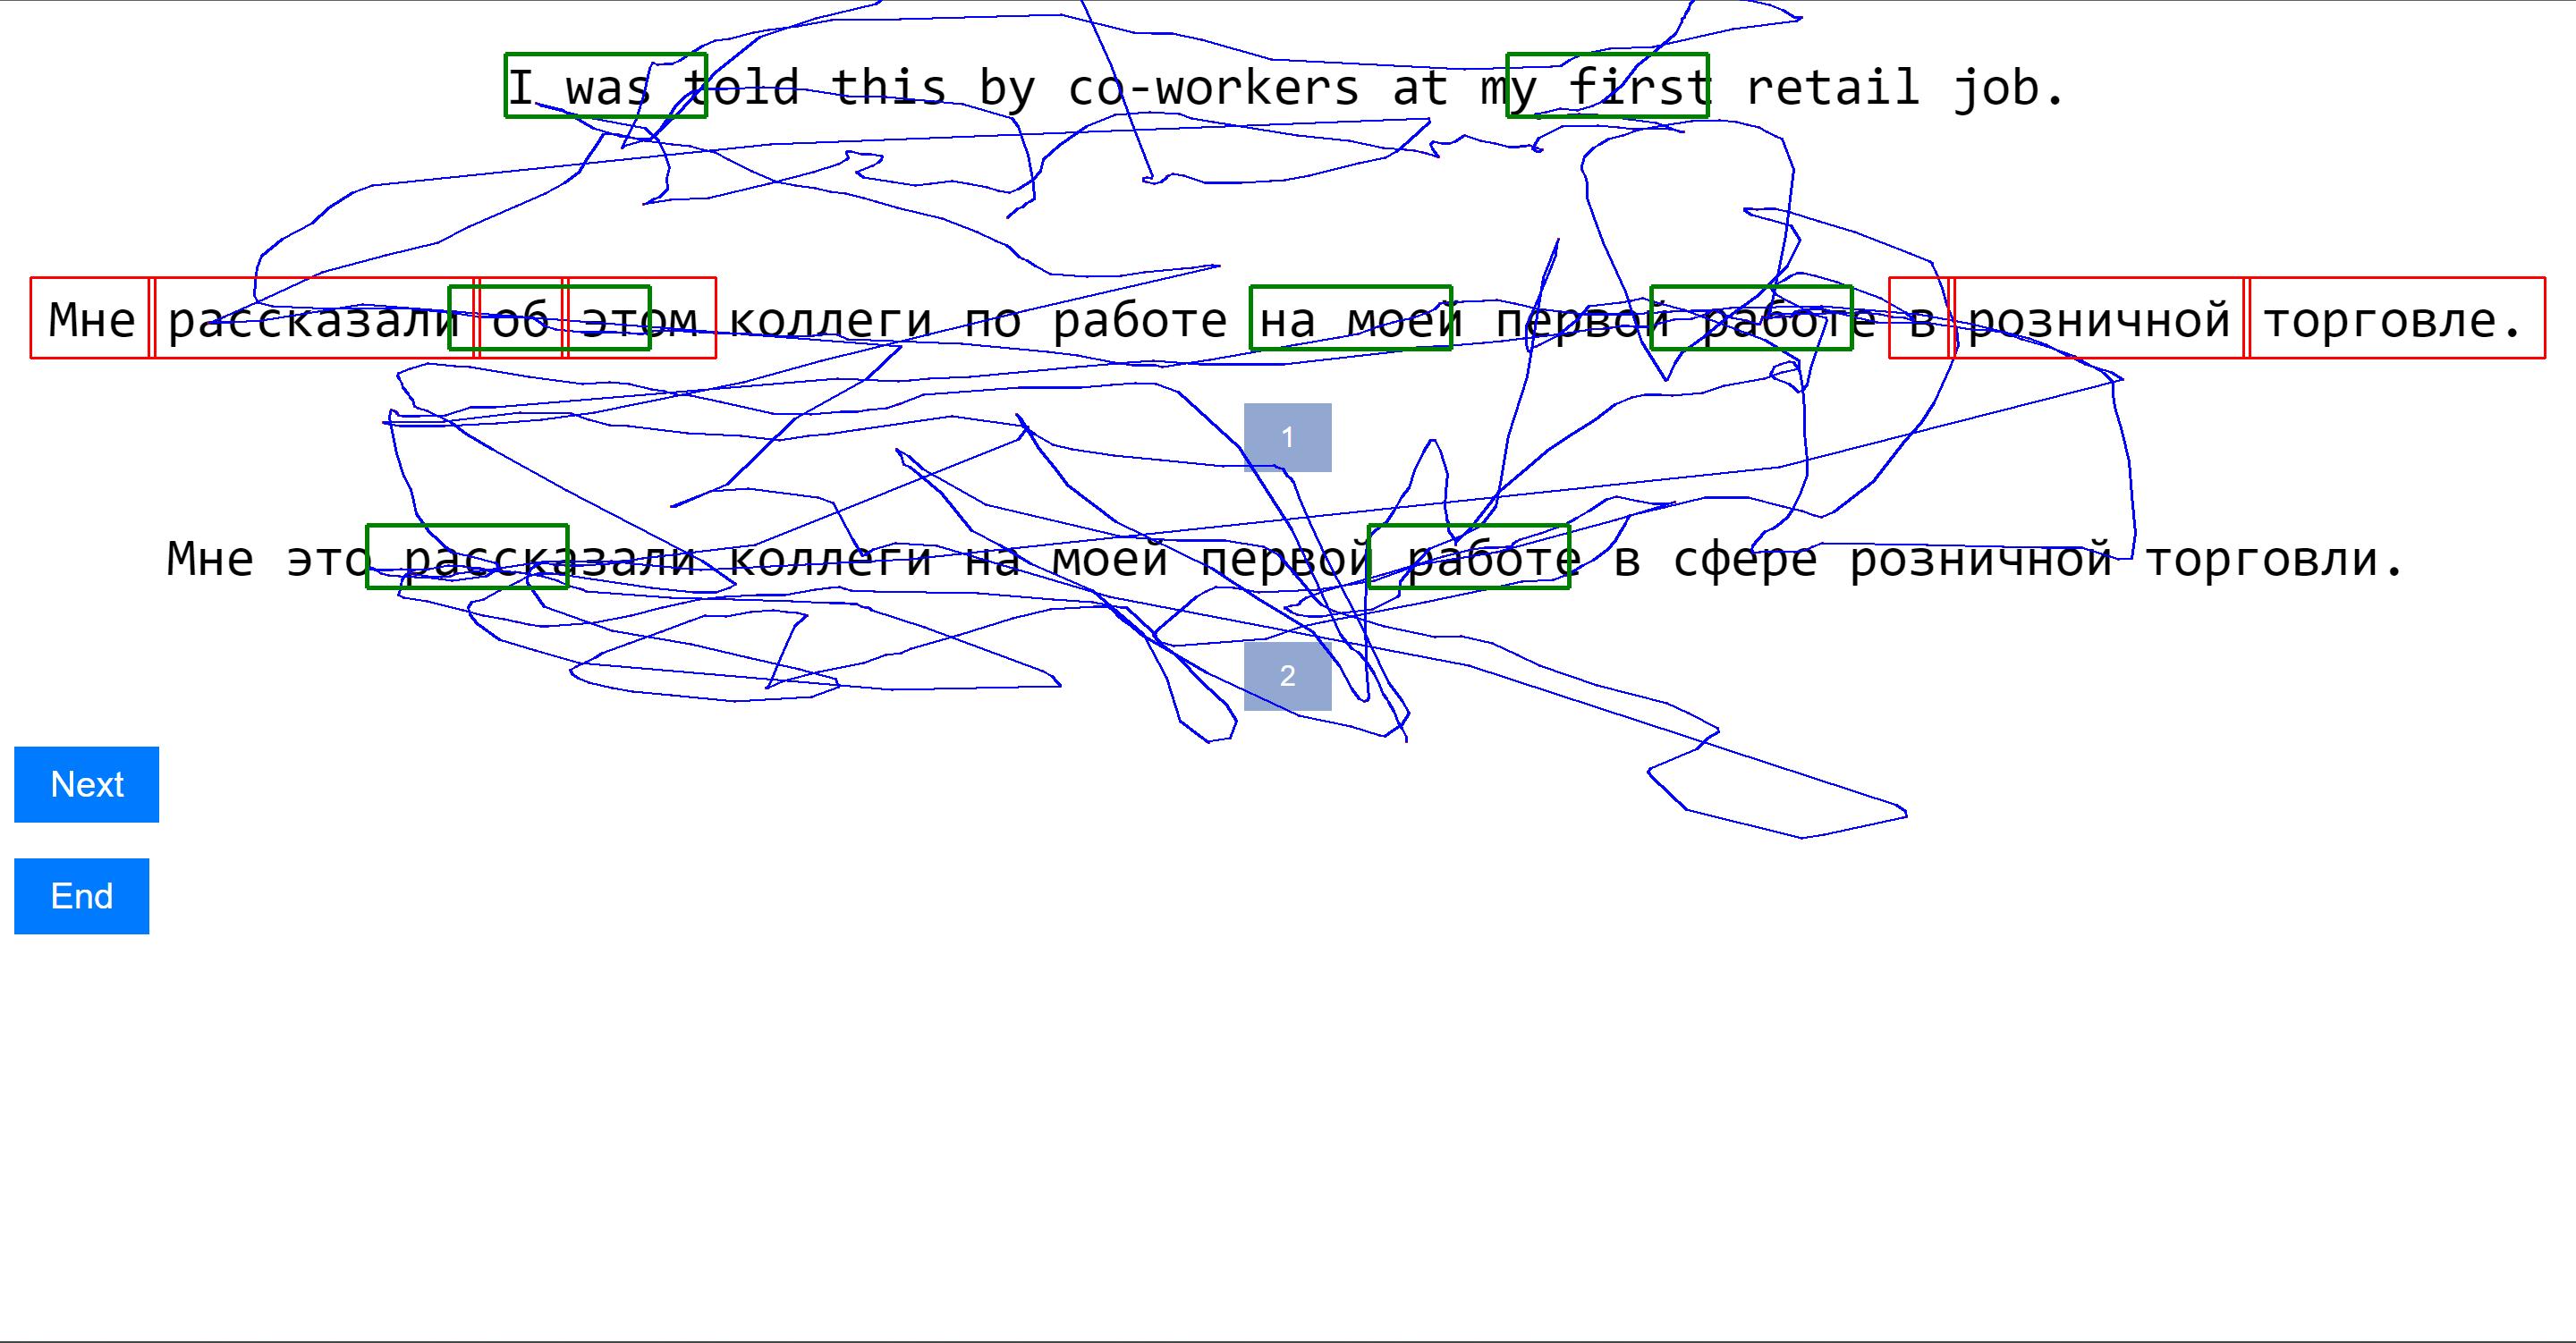 I was told this by co-workers at my first retail job.
Мне рассказали об этом коллеги по работе на моей первой работе в розничной торговле.
1
Мне это рассказали коллеги на моей первой работе в сфере розничной торговли.
2
Next
End